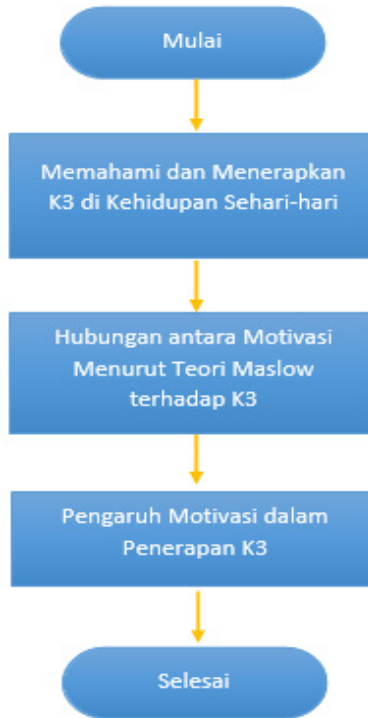 Mulai
Memahami dan Menerapkan
K3 di Kehidupan Sehari-hari
Hubungan antara Motivasi
Menurut Teori Maslow
terhadap K3
Pengaruh Motivasi dalam
Penerapan K3
Selesai